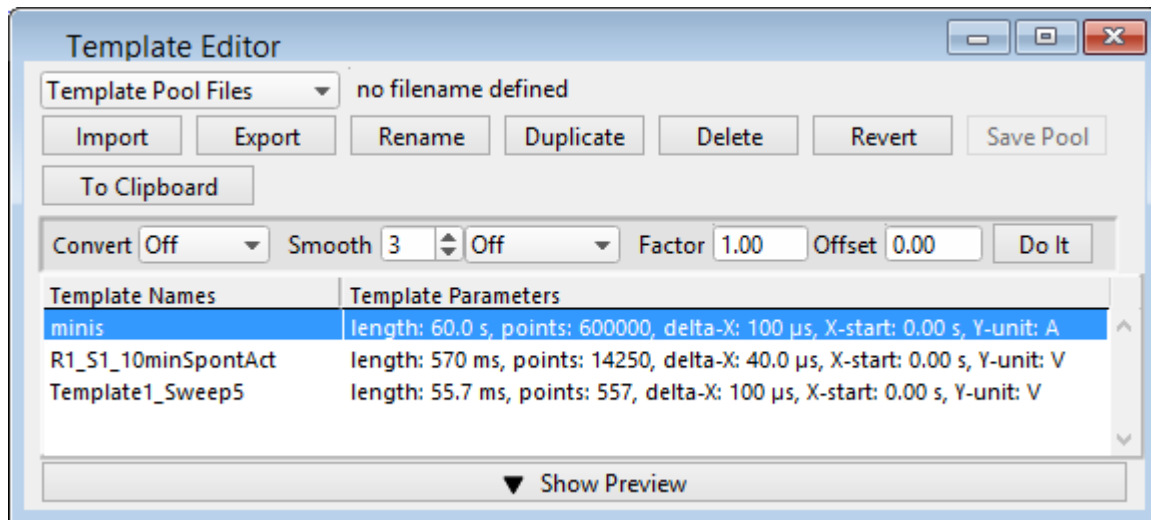 Template Editor
Template Pool Files no filename defined
Import Export Rename Duplicate Delete Revert Save Pool
To Clipboard
Convert Off Smooth 3 Off Factor 1.00 Offset 0.00 Do It
Template Names Template Parameters
minis length: 60.0 s, points: 600000, delta-X: 100 µs, X-start: 0.00 s, Y-unit: A
R1_S1_10minSpontAct length: 570 ms, points: 14250, delta-X: 40.0 µs, X-start: 0.00 s, Y-unit: V
Template1_Sweep5 length: 55.7 ms, points: 557, delta-X: 100 µs, X-start: 0.00 s, Y-unit: V
Show Preview